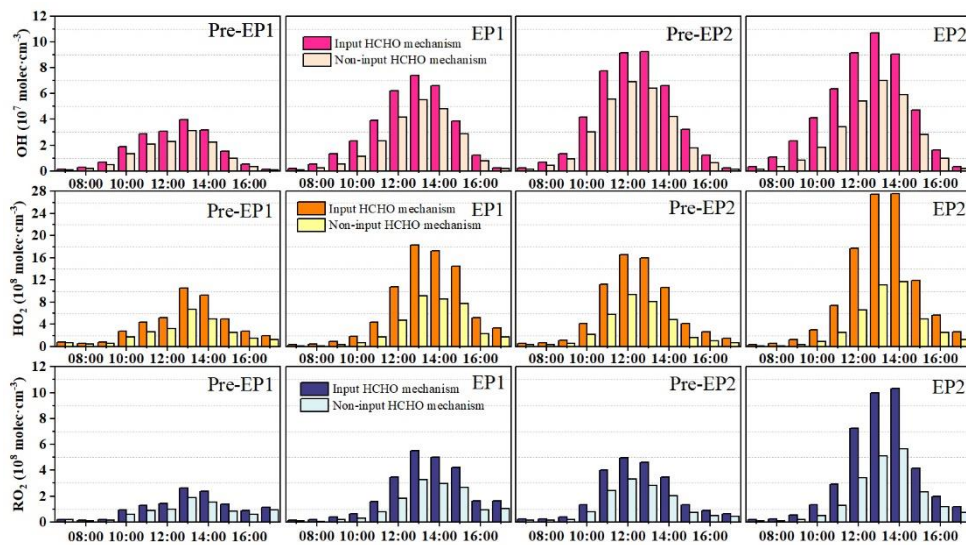 12
10
8
6
4
2
0
OH (10⁷ molec·cm⁻³)
Pre-EP1
EP1
Input HCHO mechanism
Non-input HCHO mechanism
Pre-EP2
EP2
08:00 10:00 12:00 14:00 16:00
08:00 10:00 12:00 14:00 16:00
08:00 10:00 12:00 14:00 16:00
08:00 10:00 12:00 14:00 16:00
28
24
20
16
12
8
4
0
HO₂ (10⁸ molec·cm⁻³)
Pre-EP1
EP1
Input HCHO mechanism
Non-input HCHO mechanism
Pre-EP2
EP2
08:00 10:00 12:00 14:00 16:00
08:00 10:00 12:00 14:00 16:00
08:00 10:00 12:00 14:00 16:00
08:00 10:00 12:00 14:00 16:00
12
10
8
6
4
2
0
RO₂ (10⁸ molec·cm⁻³)
Pre-EP1
EP1
Input HCHO mechanism
Non-input HCHO mechanism
Pre-EP2
EP2
08:00 10:00 12:00 14:00 16:00
08:00 10:00 12:00 14:00 16:00
08:00 10:00 12:00 14:00 16:00
08:00 10:00 12:00 14:00 16:00